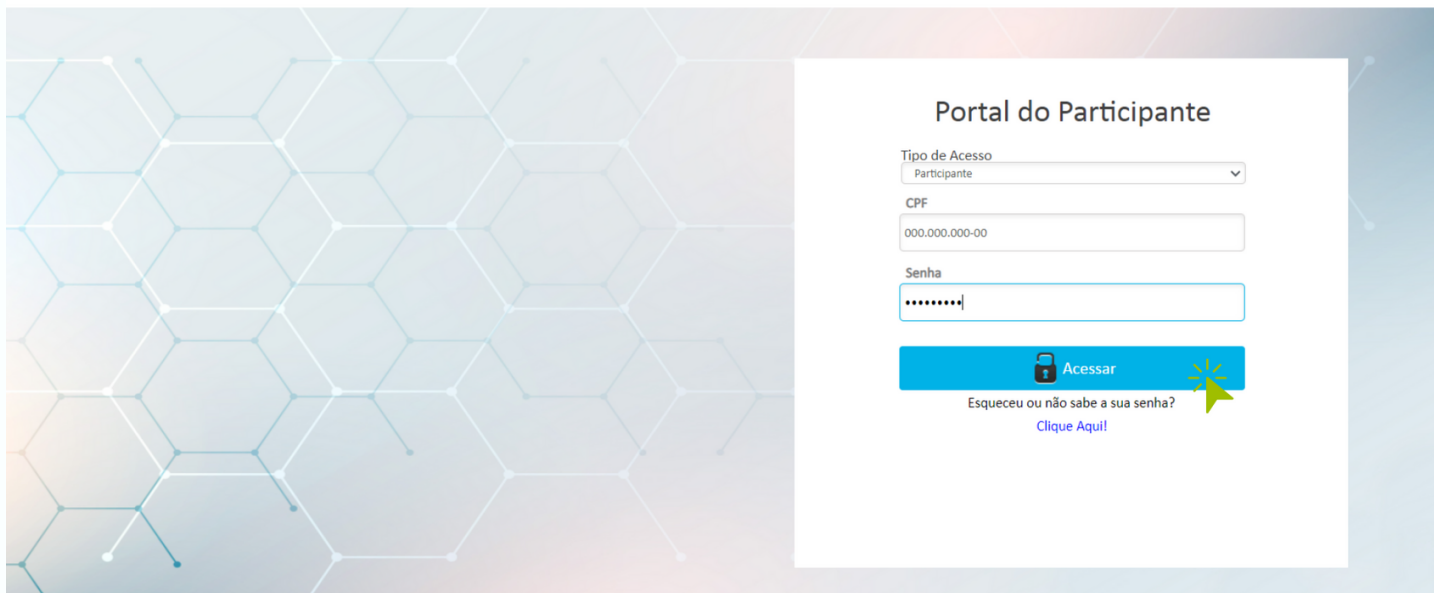 Portal do Participante
Tipo de Acesso
Participante
CPF
000.000.000-00
Senha
•••••••••
Acessar
Esqueceu ou não sabe a sua senha?
Clique Aqui!